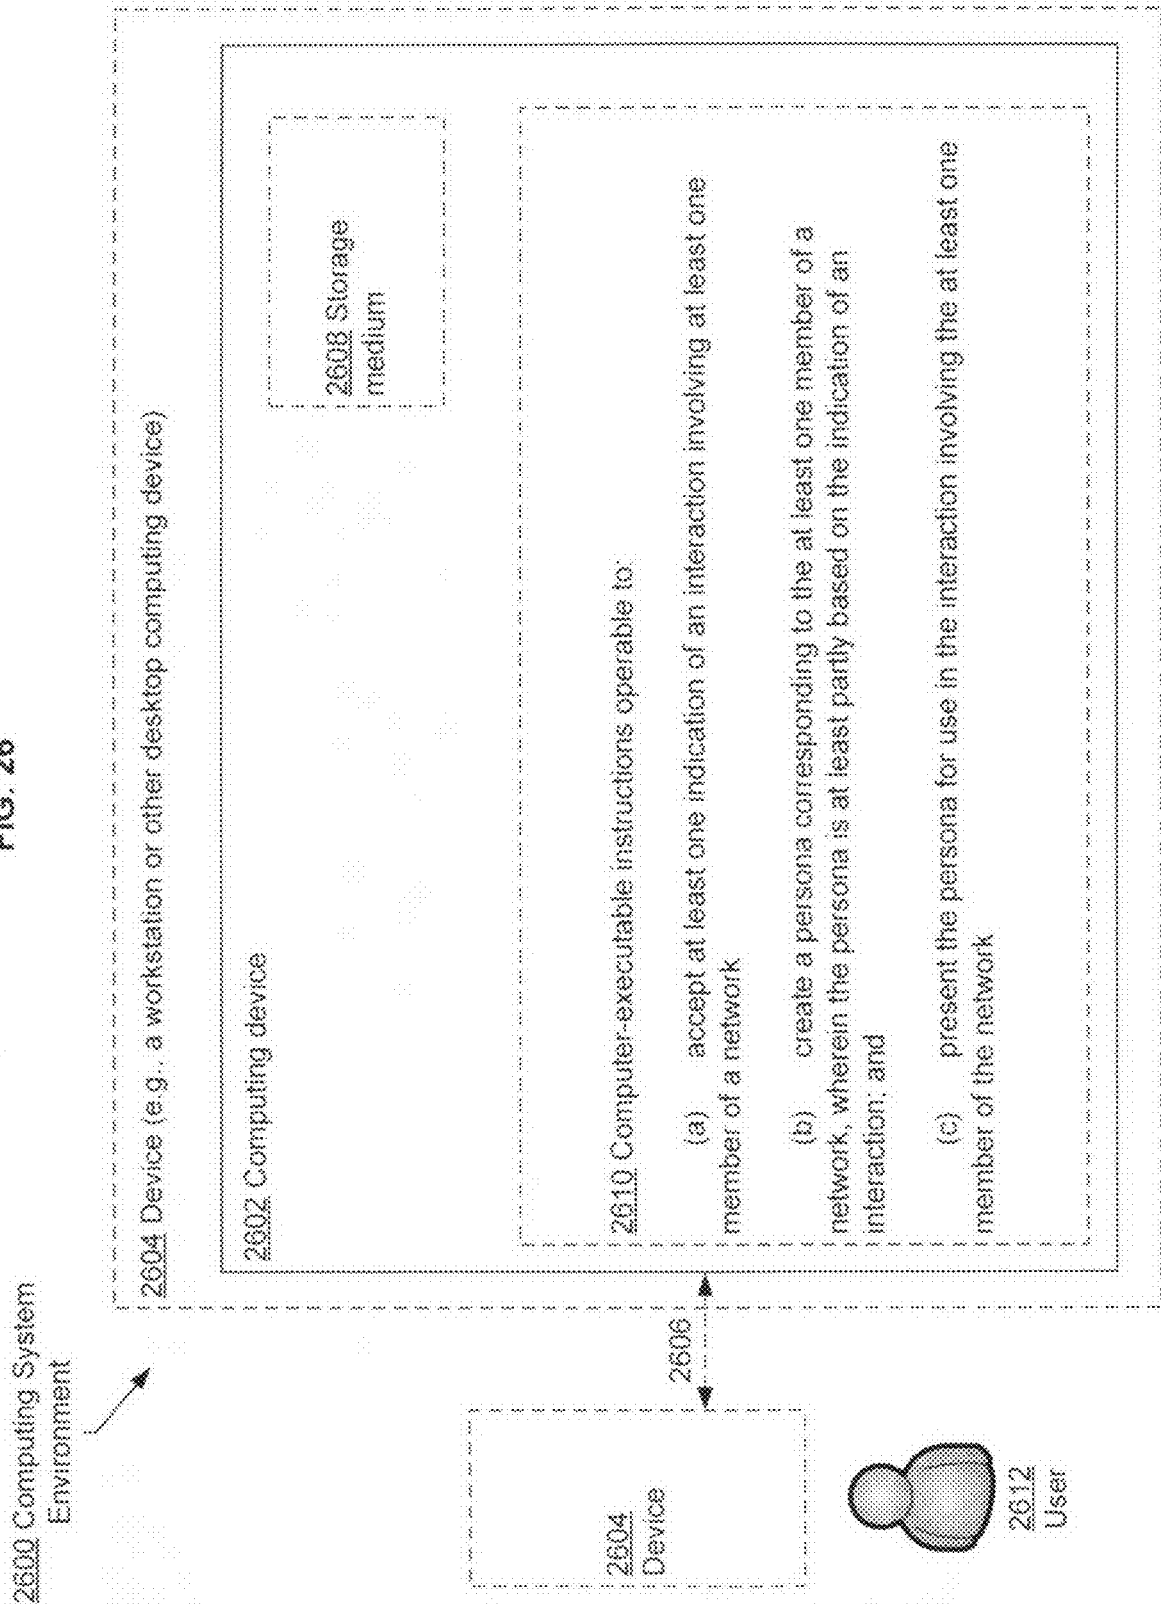 FIG. 26
2600 Computing System
Environment
2604 Device (e.g., a workstation or other desktop computing device)
2602 Computing device
2608 Storage
medium
2610 Computer-executable instructions operable to:
(a) accept at least one indication of an interaction involving at least one
member of a network
(b) create a persona corresponding to the at least one member of a
network, wherein the persona is at least partly based on the indication of an
interaction; and
(c) present the persona for use in the interaction involving the at least one
member of the network
2606
2604
Device
2612
User